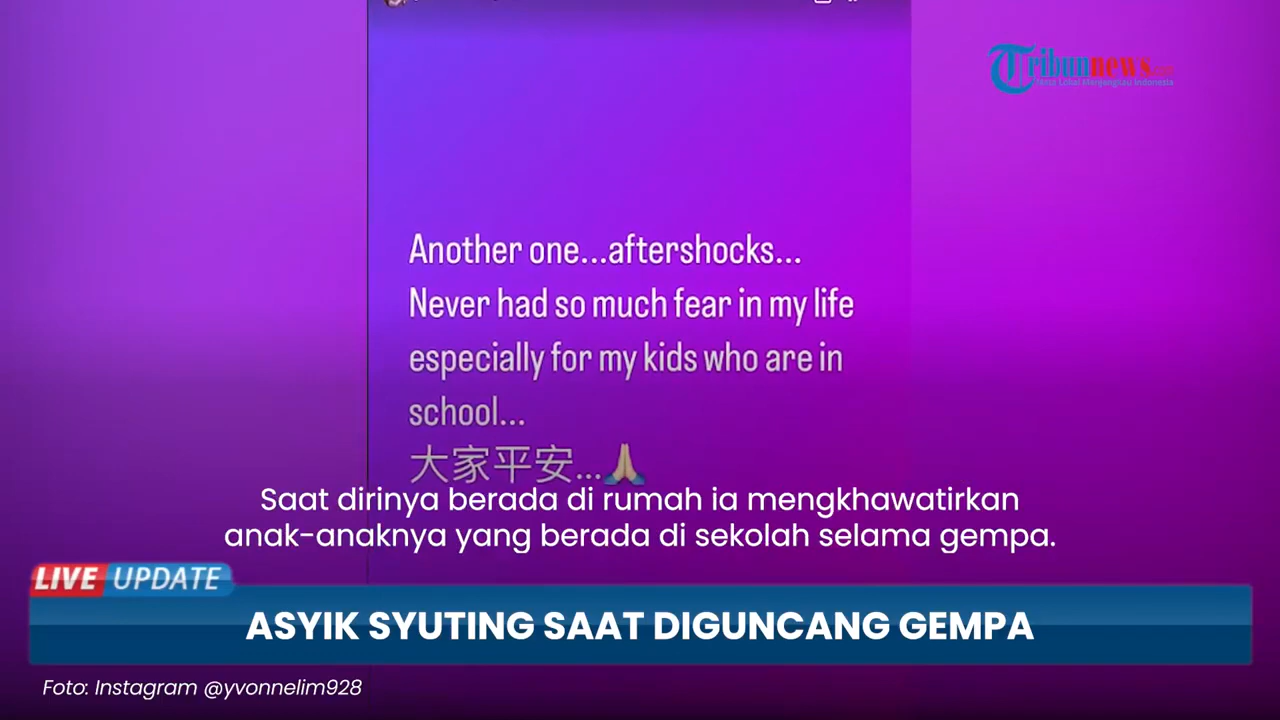 Tribunnews.com
Another one...aftershocks...
Never had so much fear in my life
especially for my kids who are in
school...
大家平安...🙏🏼
Saat dirinya berada di rumah ia mengkhawatirkan
anak-anaknya yang berada di sekolah selama gempa.
LIVE UPDATE
ASYIK SYUTING SAAT DIGUNCANG GEMPA
Foto: Instagram @yvonnelim928